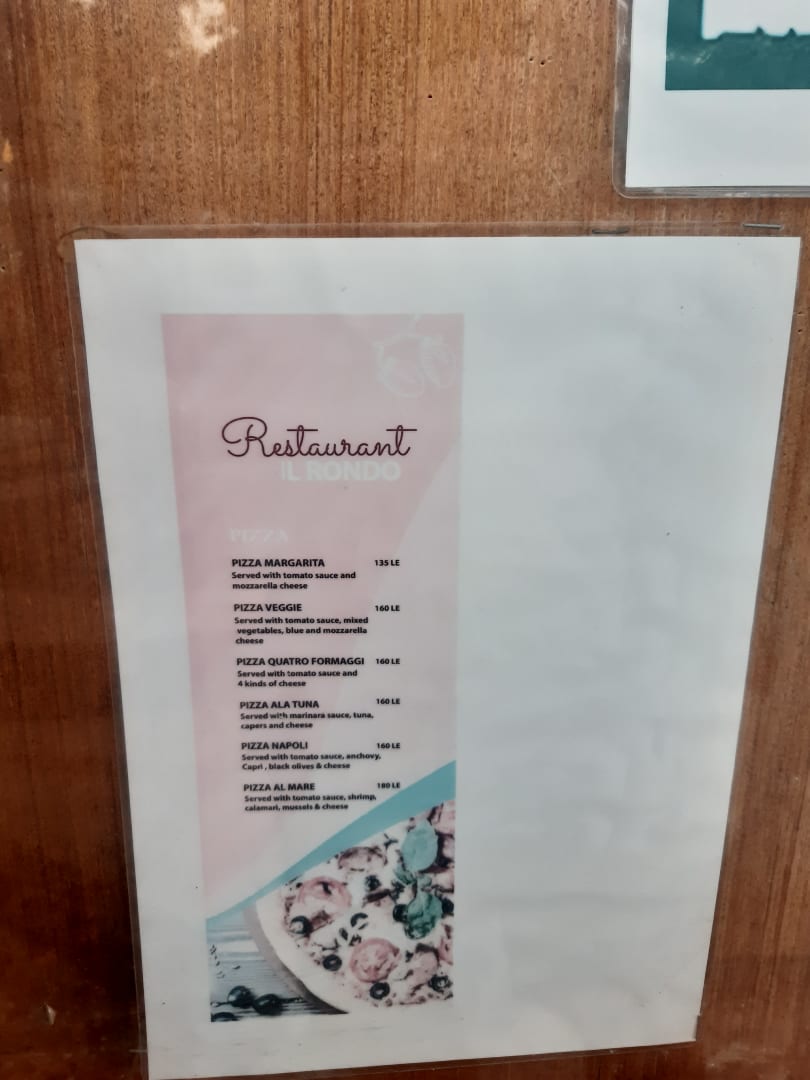 Restaurant
IL RONDO
PIZZA
PIZZA MARGARITA 135 LE
Served with tomato sauce and
mozzarella cheese
PIZZA VEGGIE 160 LE
Served with tomato sauce, mixed
vegetables, blue and mozzarella
cheese
PIZZA QUATRO FORMAGGI 160 LE
Served with tomato sauce and
4 kinds of cheese
PIZZA ALA TUNA 160 LE
Served with marinara sauce, tuna,
capers and cheese
PIZZA NAPOLI 160 LE
Served with tomato sauce, anchovy,
Capri , black olives & cheese
PIZZA AL MARE 180 LE
Served with tomato sauce, shrimp,
calamari, mussels & cheese